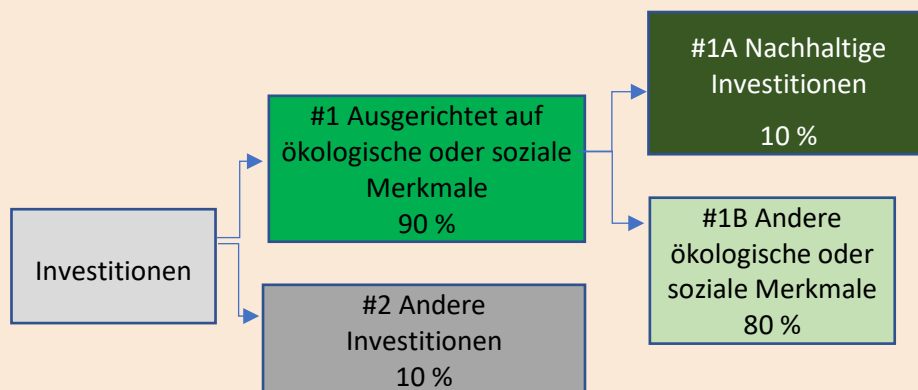 Investitionen
#1 Ausgerichtet auf
ökologische oder soziale
Merkmale
90 %
#2 Andere
Investitionen
10 %
#1A Nachhaltige
Investitionen
10 %
#1B Andere
ökologische oder
soziale Merkmale
80 %